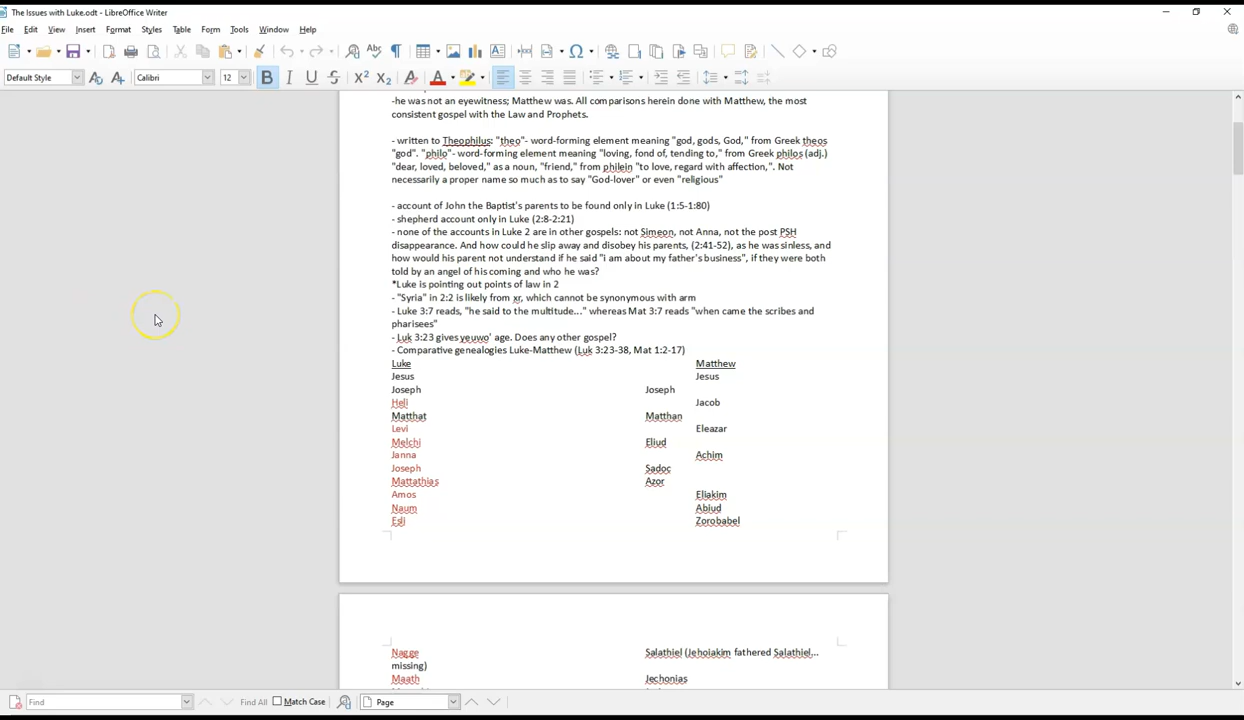 The Issues with Luke.odt - LibreOffice Writer
File Edit View Insert Format Styles Table Form Tools Window Help
Default Style Calibri 12
-he was not an eyewitness; Matthew was. All comparisons herein done with Matthew, the most
consistent gospel with the Law and Prophets.
- written to Theophilus: "theo"- word-forming element meaning "god, gods, God," from Greek theos
"god". "philo"- word-forming element meaning "loving, fond of, tending to," from Greek philos (adj.)
"dear, loved, beloved," as a noun, "friend," from philein "to love, regard with affection,". Not
necessarily a proper name so much as to say "God-lover" or even "religious"
- account of John the Baptist's parents to be found only in Luke (1:5-1:80)
- shepherd account only in Luke (2:8-2:21)
- none of the accounts in Luke 2 are in other gospels: not Simeon, not Anna, not the post PSH
disappearance. And how could he slip away and disobey his parents, (2:41-52), as he was sinless, and
how would his parent not understand if he said "i am about my father's business", if they were both
told by an angel of his coming and who he was?
*Luke is pointing out points of law in 2
- "Syria" in 2:2 is likely from xr, which cannot be synonymous with arm
- Luke 3:7 reads, "he said to the multitude..." whereas Mat 3:7 reads "when came the scribes and
pharisees"
- Luk 3:23 gives yeuwo' age. Does any other gospel?
- Comparative genealogies Luke-Matthew (Luk 3:23-38, Mat 1:2-17)
Luke Matthew
Jesus Jesus
Joseph Joseph
Heli Jacob
Matthat Matthan
Levi Eleazar
Melchi Eliud
Janna Achim
Joseph Sadoc
Mattathias Azor
Amos Eliakim
Naum Abiud
Esli Zorobabel
Nagge Salathiel (Jehoiakim fathered Salathiel...
missing)
Maath Jechonias
Find Find All Match Case Page